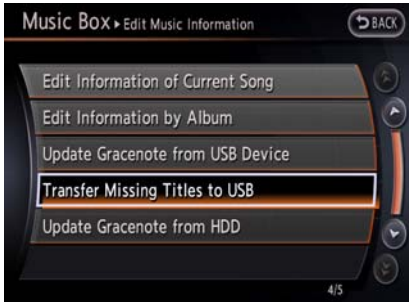 Music Box ▸ Edit Music Information
BACK
Edit Information of Current Song
Edit Information by Album
Update Gracenote from USB Device
Transfer Missing Titles to USB
Update Gracenote from HDD
4/5